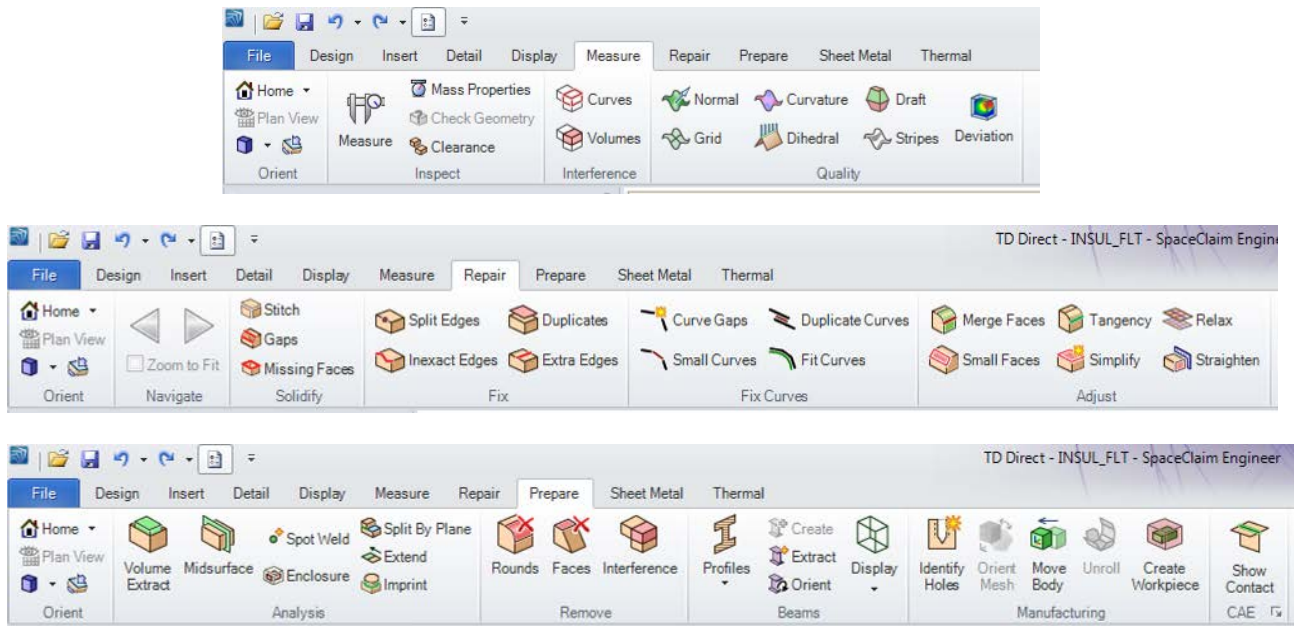 File Design Insert Detail Display Measure Repair Prepare Sheet Metal Thermal
Home Mass Properties Curves Normal Curvature Draft
Plan View Check Geometry
Measure Clearance Volumes Grid Dihedral Stripes Deviation
Orient Inspect Interference Quality
TD Direct - INSUL_FLT - SpaceClaim Engine
File Design Insert Detail Display Measure Repair Prepare Sheet Metal Thermal
Home Stitch Split Edges Duplicates Curve Gaps Duplicate Curves Merge Faces Tangency Relax
Plan View Gaps
Zoom to Fit Missing Faces Inexact Edges Extra Edges Small Curves Fit Curves Small Faces Simplify Straighten
Orient Navigate Solidify Fix Fix Curves Adjust
TD Direct - INSUL_FLT - SpaceClaim Engineer
File Design Insert Detail Display Measure Repair Prepare Sheet Metal Thermal
Home Spot Weld Split By Plane Create
Plan View Extend Extract
Volume Extract Midsurface Enclosure Imprint Rounds Faces Interference Profiles Orient Display Identify Holes Orient Mesh Move Body Unroll Create Workpiece Show Contact
Orient Analysis Remove Beams Manufacturing CAE